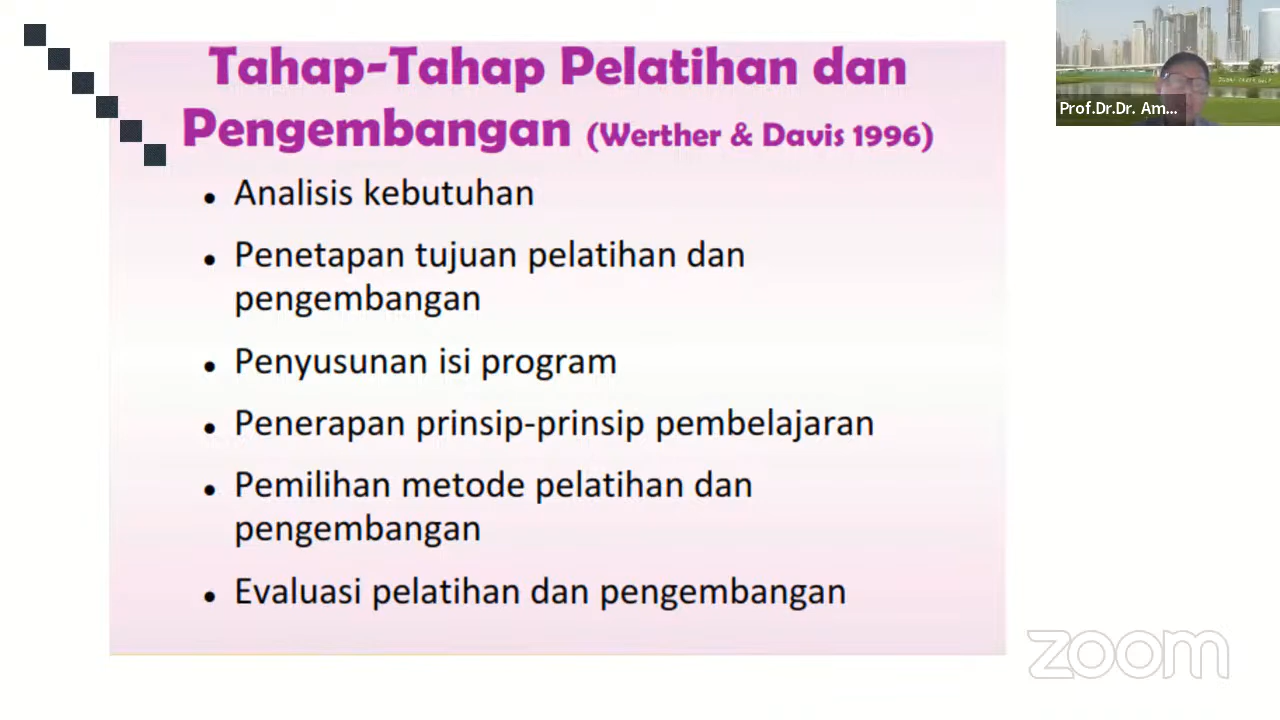 Tahap-Tahap Pelatihan dan
Pengembangan (Werther & Davis 1996)
• Analisis kebutuhan
• Penetapan tujuan pelatihan dan
pengembangan
• Penyusunan isi program
• Penerapan prinsip-prinsip pembelajaran
• Pemilihan metode pelatihan dan
pengembangan
• Evaluasi pelatihan dan pengembangan
Prof.Dr.Dr. Am...
zoom